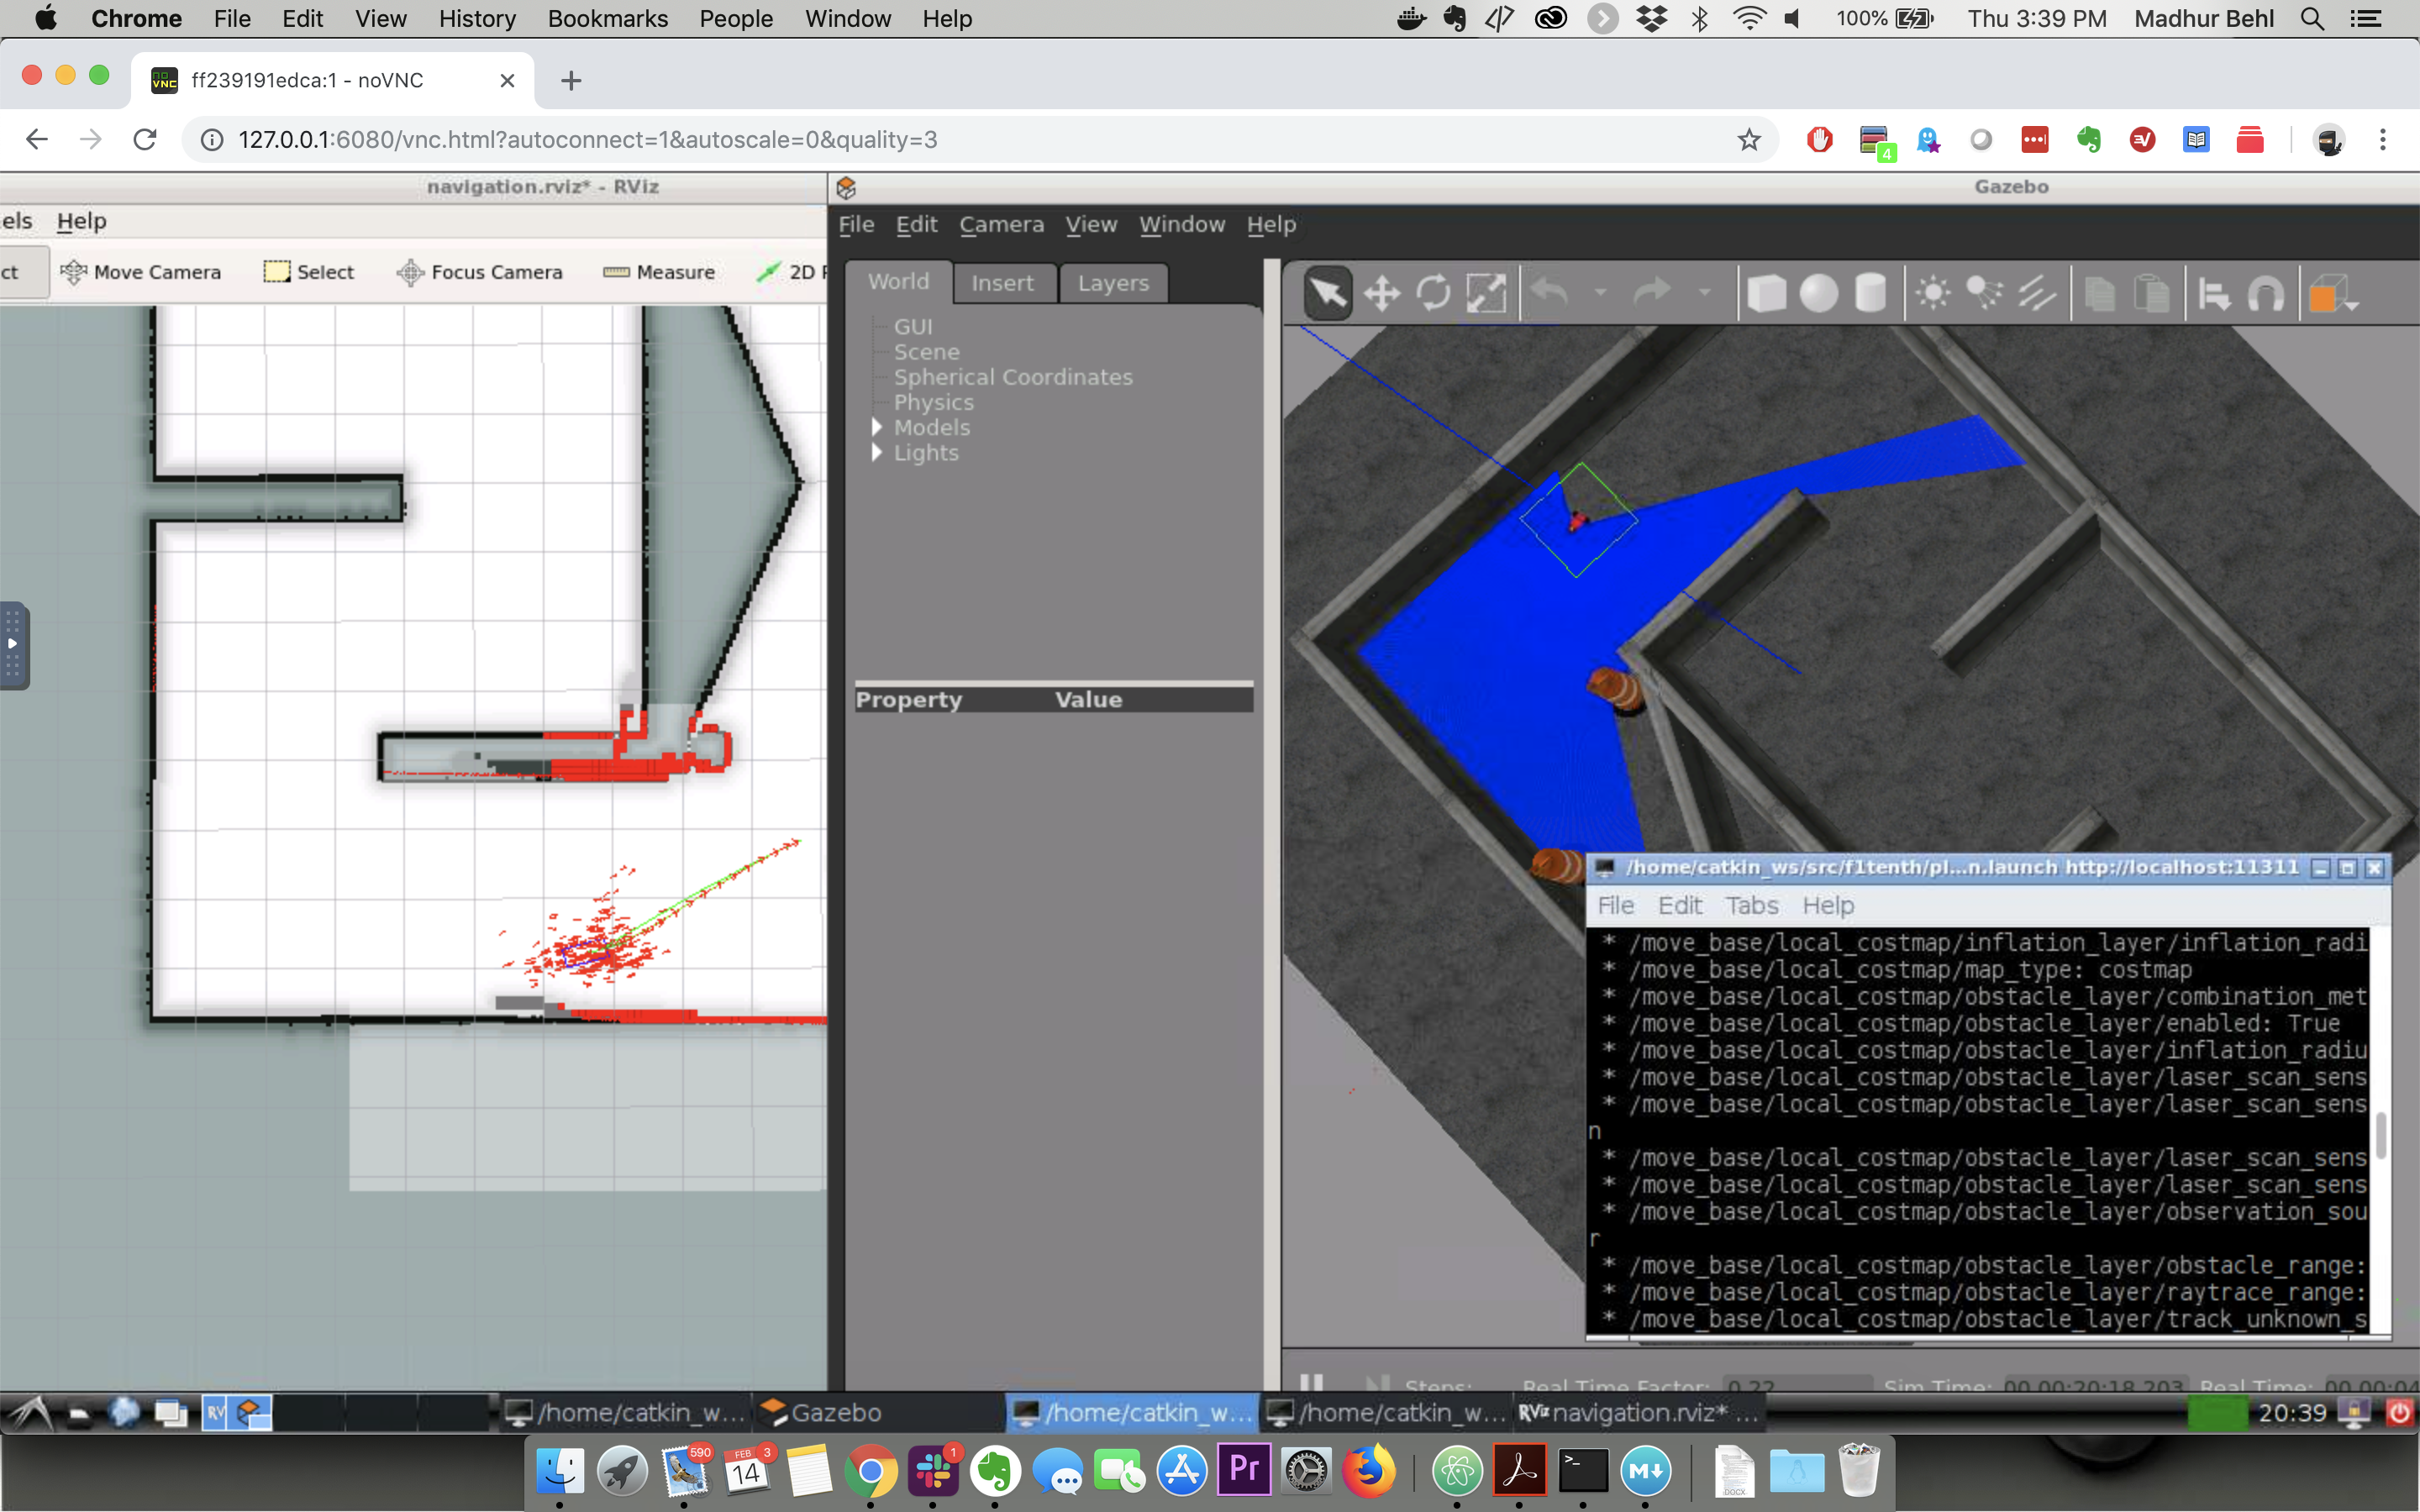 Chrome File Edit View History Bookmarks People Window Help 100% Thu 3:39 PM Madhur Behl
ff239191edca:1 - noVNC
127.0.0.1:6080/vnc.html?autoconnect=1&autoscale=0&quality=3
4
navigation.rviz* - RViz
Gazebo
els Help
File Edit Camera View Window Help
ct Move Camera Select Focus Camera Measure 2D
World Insert Layers
GUI
Scene
Spherical Coordinates
Physics
Models
Lights
Property Value
/home/catkin_ws/src/f1tenth/pl...n.launch http://localhost:11311
File Edit Tabs Help
* /move_base/local_costmap/inflation_layer/inflation_radi
* /move_base/local_costmap/map_type: costmap
* /move_base/local_costmap/obstacle_layer/combination_met
* /move_base/local_costmap/obstacle_layer/enabled: True
* /move_base/local_costmap/obstacle_layer/inflation_radiu
* /move_base/local_costmap/obstacle_layer/laser_scan_sens
* /move_base/local_costmap/obstacle_layer/laser_scan_sens
n
* /move_base/local_costmap/obstacle_layer/laser_scan_sens
* /move_base/local_costmap/obstacle_layer/laser_scan_sens
* /move_base/local_costmap/obstacle_layer/observation_sou
r
* /move_base/local_costmap/obstacle_layer/obstacle_range:
* /move_base/local_costmap/obstacle_layer/raytrace_range:
* /move_base/local_costmap/obstacle_layer/track_unknown_s
Steps: Real Time Factor: 0.22 Sim Time: 00 00:20:18.203 Real Time:
RV /home/catkin_w... Gazebo /home/catkin_w... /home/catkin_w... RViz navigation.rviz* ... 20:39
590 FEB 3 14 1 Pr >_ M DOCX